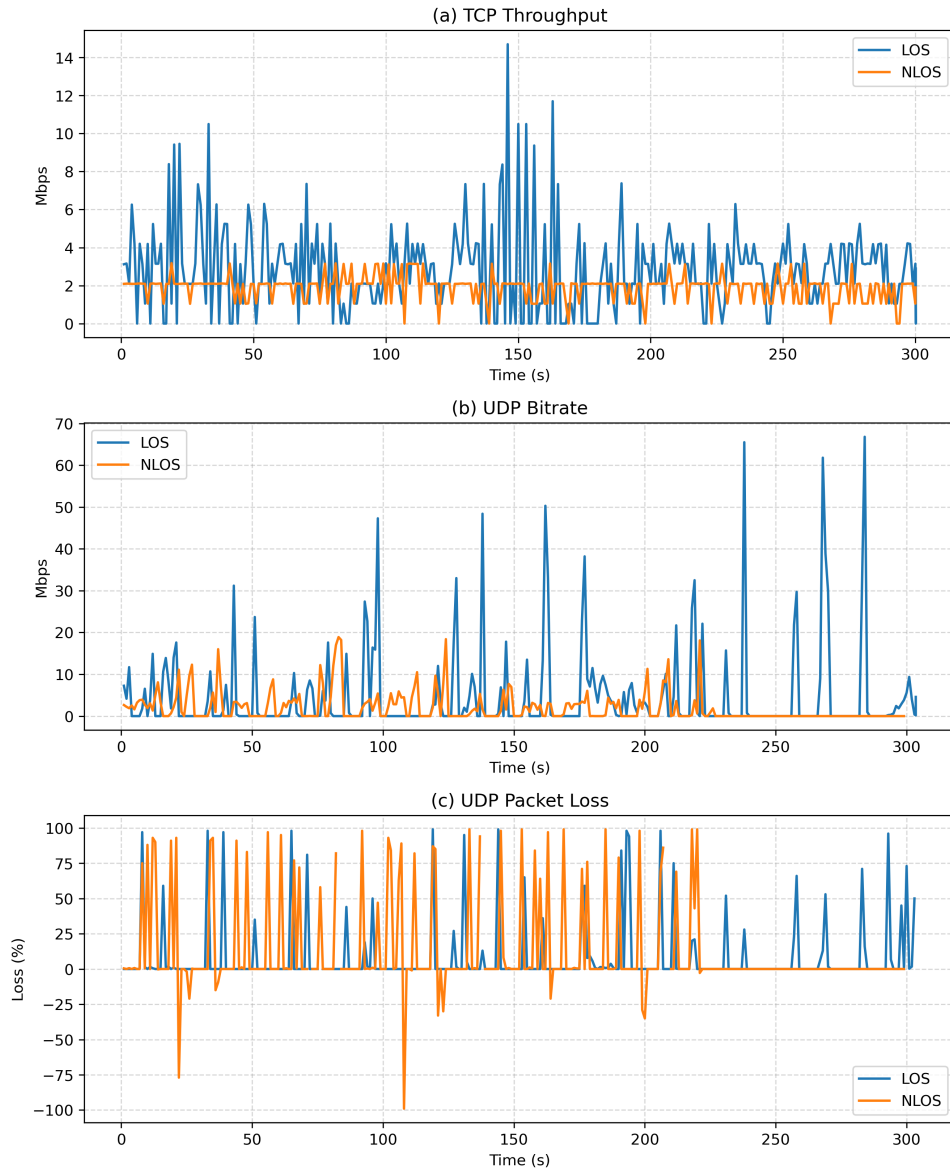 (a) TCP Throughput
14
12
10
8
6
4
2
0
Mbps
LOS
NLOS
0 50 100 150 200 250 300
Time (s)
(b) UDP Bitrate
70
60
50
40
30
20
10
0
Mbps
LOS
NLOS
0 50 100 150 200 250 300
Time (s)
(c) UDP Packet Loss
100
75
50
25
0
−25
−50
−75
−100
Loss (%)
LOS
NLOS
0 50 100 150 200 250 300
Time (s)